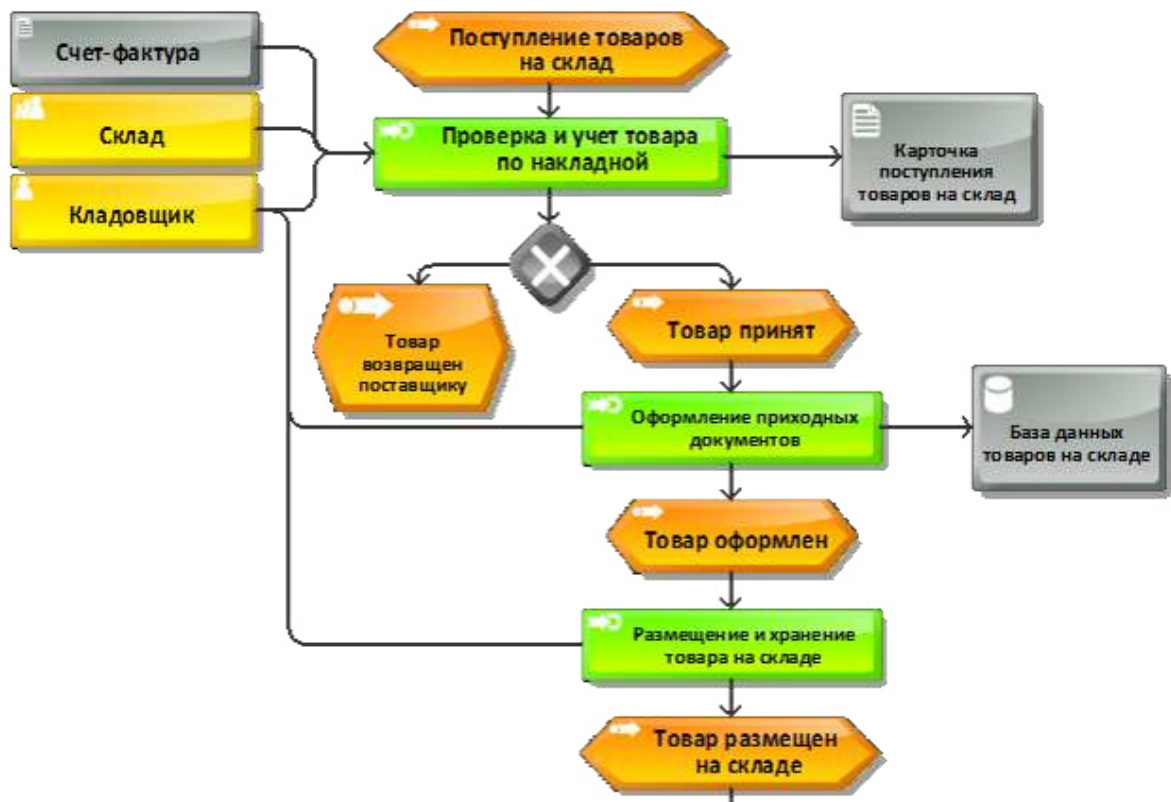 Счет-фактура
Поступление товаров
на склад
Склад
Проверка и учет товара
по накладной
Карточка
поступления
товаров на склад
Кладовщик
Товар
возвращен
поставщику
Товар принят
Оформление приходных
документов
База данных
товаров на складе
Товар оформлен
Размещение и хранение
товара на складе
Товар размещен
на складе